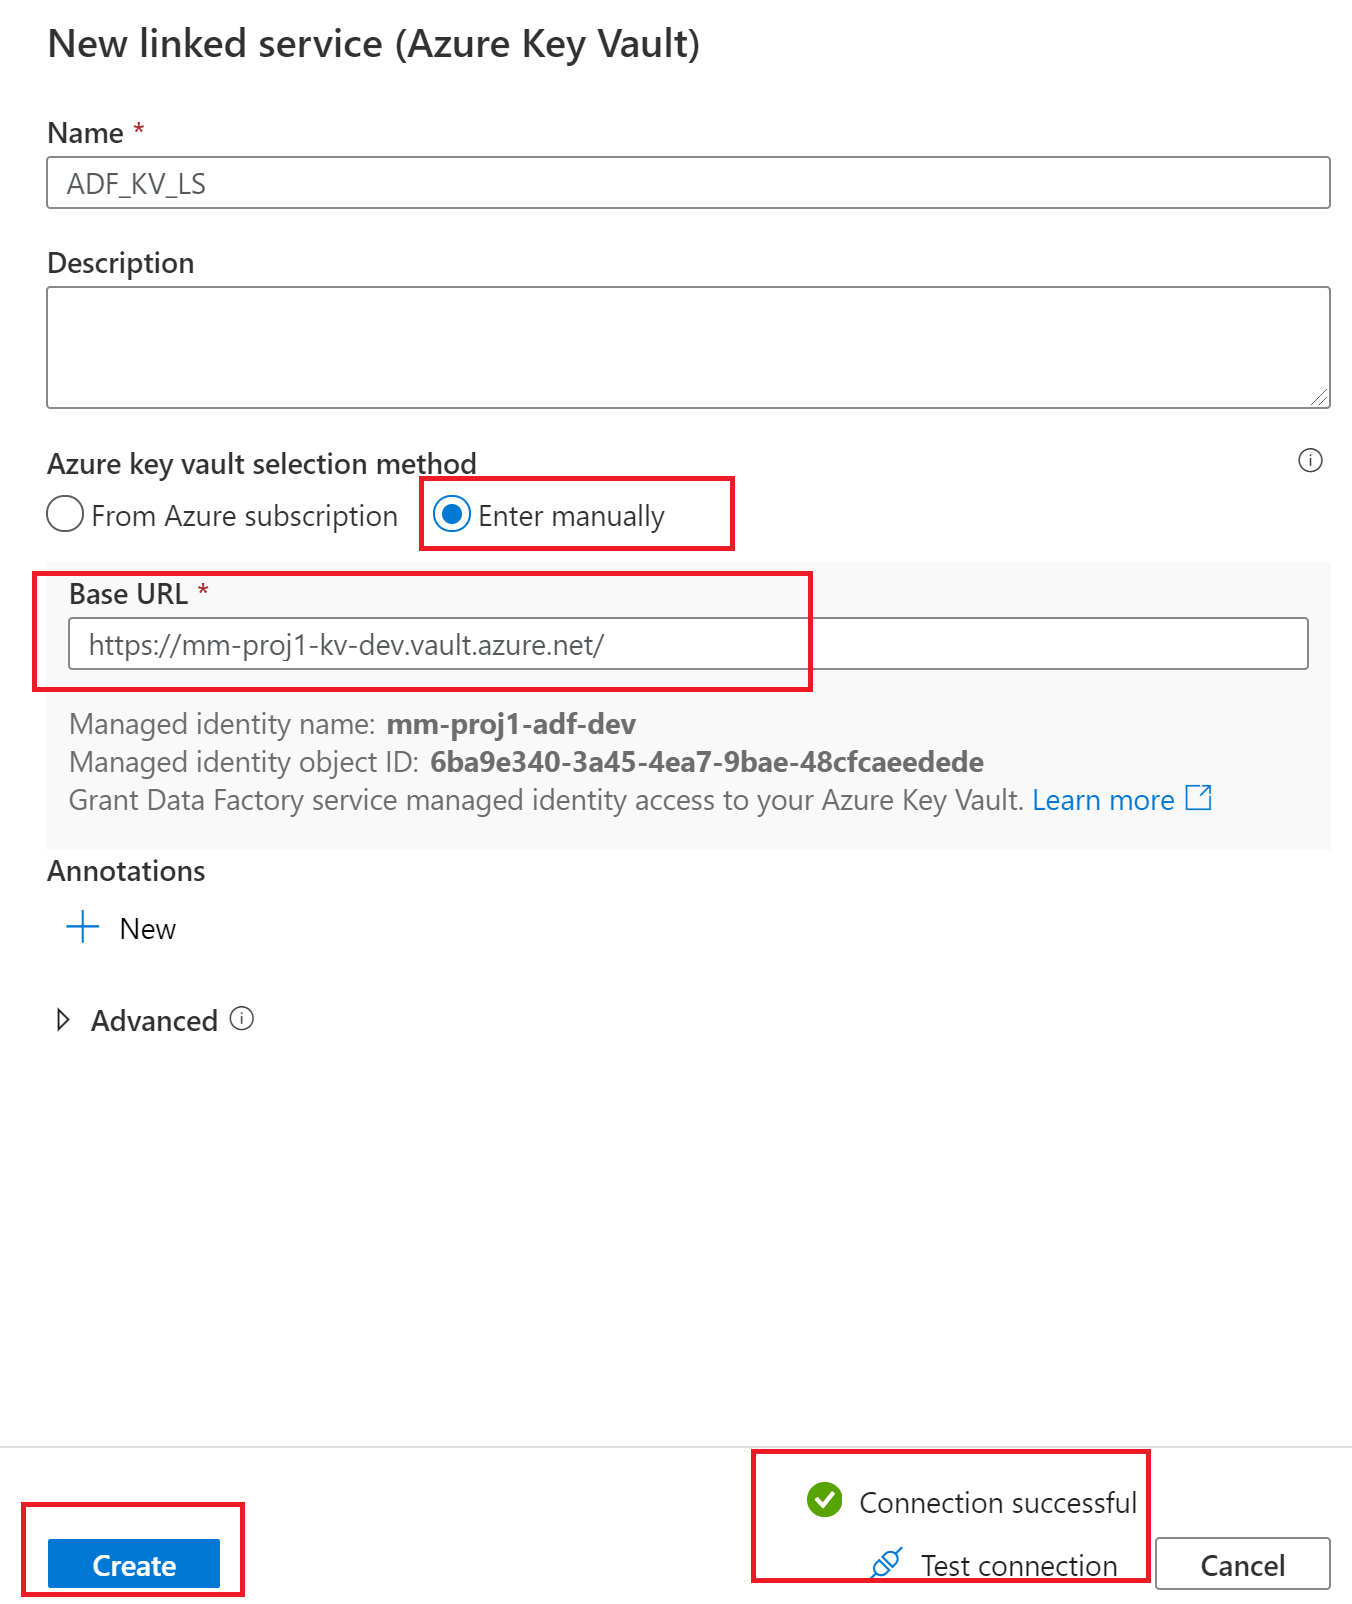 New linked service (Azure Key Vault)
Name *
ADF_KV_LS
Description
Azure key vault selection method
From Azure subscription Enter manually
Base URL *
https://mm-proj1-kv-dev.vault.azure.net/
Managed identity name: mm-proj1-adf-dev
Managed identity object ID: 6ba9e340-3a45-4ea7-9bae-48cfcaeedede
Grant Data Factory service managed identity access to your Azure Key Vault. Learn more
Annotations
New
Advanced
Connection successful
Create Test connection Cancel